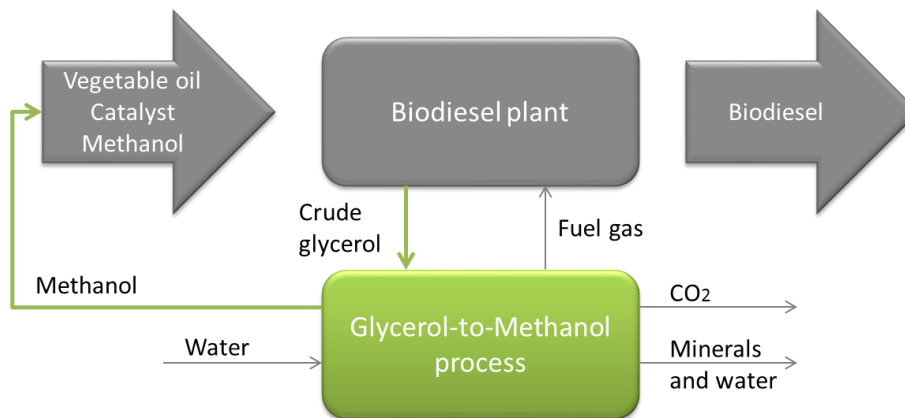 Vegetable oil
Catalyst
Methanol
Biodiesel plant
Biodiesel
Crude
glycerol
Fuel gas
Methanol
Water
Glycerol-to-Methanol
process
CO2
Minerals
and water